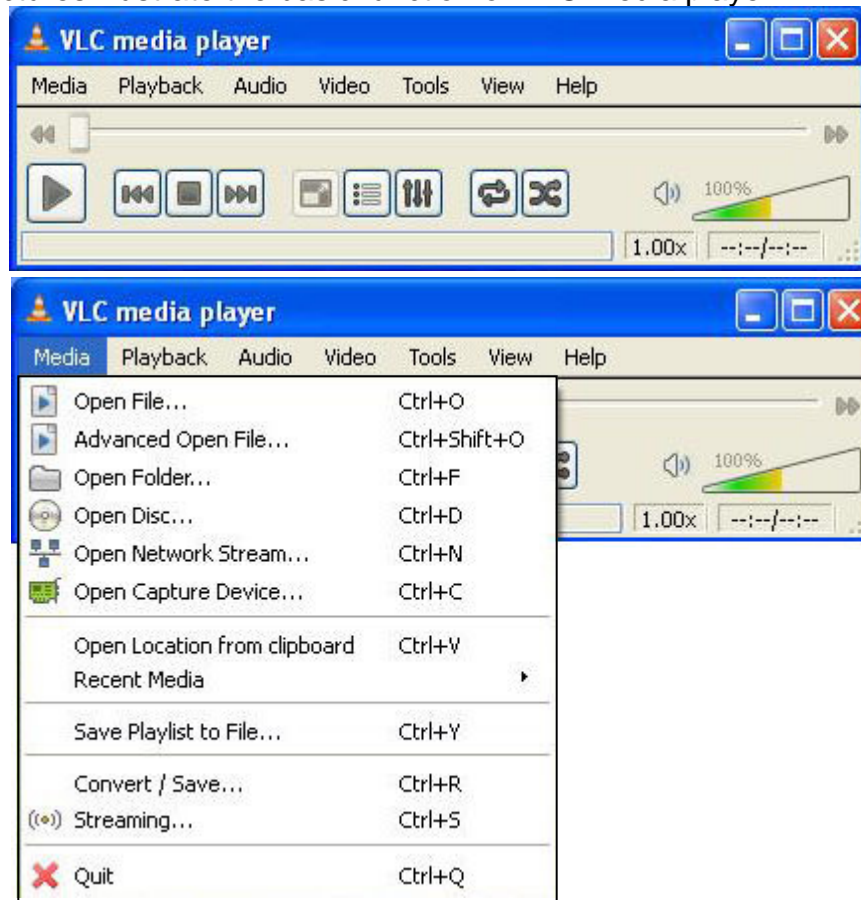 VLC media player
Media Playback Audio Video Tools View Help
100%
1.00x --:--/--:--
VLC media player
Media Playback Audio Video Tools View Help
Open File... Ctrl+O
Advanced Open File... Ctrl+Shift+O
Open Folder... Ctrl+F
100%
Open Disc... Ctrl+D
1.00x --:--/--:--
Open Network Stream... Ctrl+N
Open Capture Device... Ctrl+C
Open Location from clipboard Ctrl+V
Recent Media
Save Playlist to File... Ctrl+Y
Convert / Save... Ctrl+R
Streaming... Ctrl+S
Quit Ctrl+Q